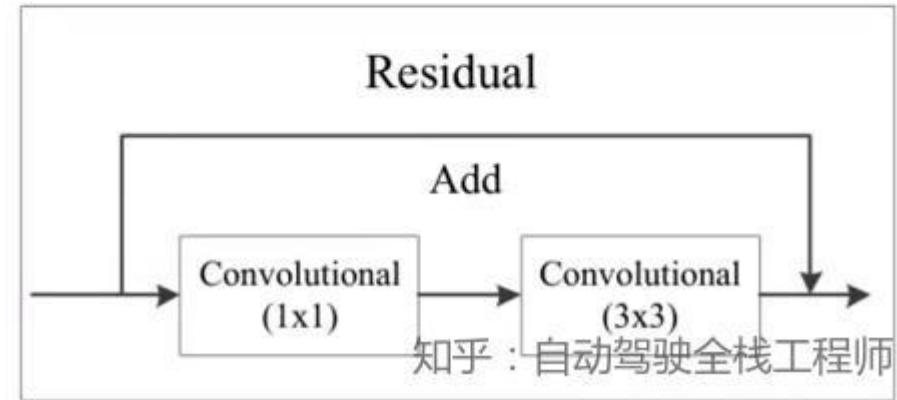 Residual
Add
Convolutional
(1x1)
Convolutional
(3x3)
知乎：自动驾驶全栈工程师